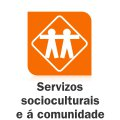 Servizos
socioculturais
e á comunidade